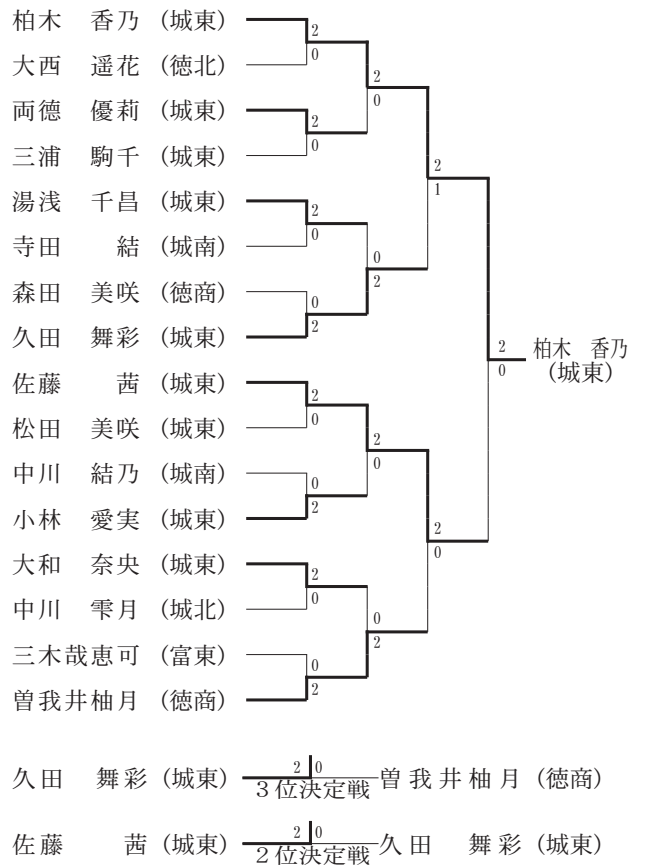 柏木　香乃 (城東)
2
0
大西　遥花 (徳北)
2
0
両德　優莉 (城東)
2
0
三浦　駒千 (城東)
2
1
湯浅　千昌 (城東)
2
0
寺田　　結 (城南)
0
2
森田　美咲 (徳商)
0
2
久田　舞彩 (城東)
2
0
柏木　香乃
(城東)
佐藤　　茜 (城東)
2
0
松田　美咲 (城東)
2
0
中川　結乃 (城南)
0
2
小林　愛実 (城東)
2
0
大和　奈央 (城東)
2
0
中川　雫月 (城北)
0
2
三木哉恵可 (富東)
0
2
曽我井柚月 (徳商)
久田　舞彩 (城東) 2 0 曽我井柚月 (徳商)
３位決定戦
佐藤　　茜 (城東) 2 0 久田　舞彩 (城東)
２位決定戦